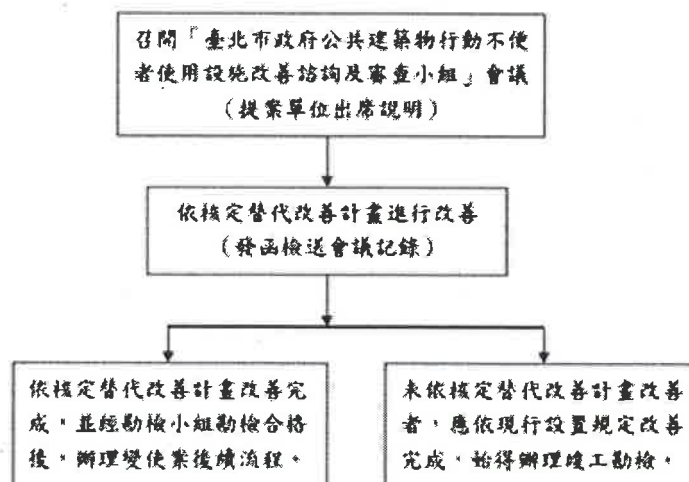 召開「臺北市政府公共建築物行動不便
者使用設施改善諮詢及審查小組」會議
(提案單位出席說明)
依核定替代改善計畫進行改善
(發函檢送會議記錄)
依核定替代改善計畫改善完
成，並經勘檢小組勘檢合格
後，辦理變使案後續流程。
未依核定替代改善計畫改善
者，應依現行設置規定改善
完成，始得辦理竣工勘檢。